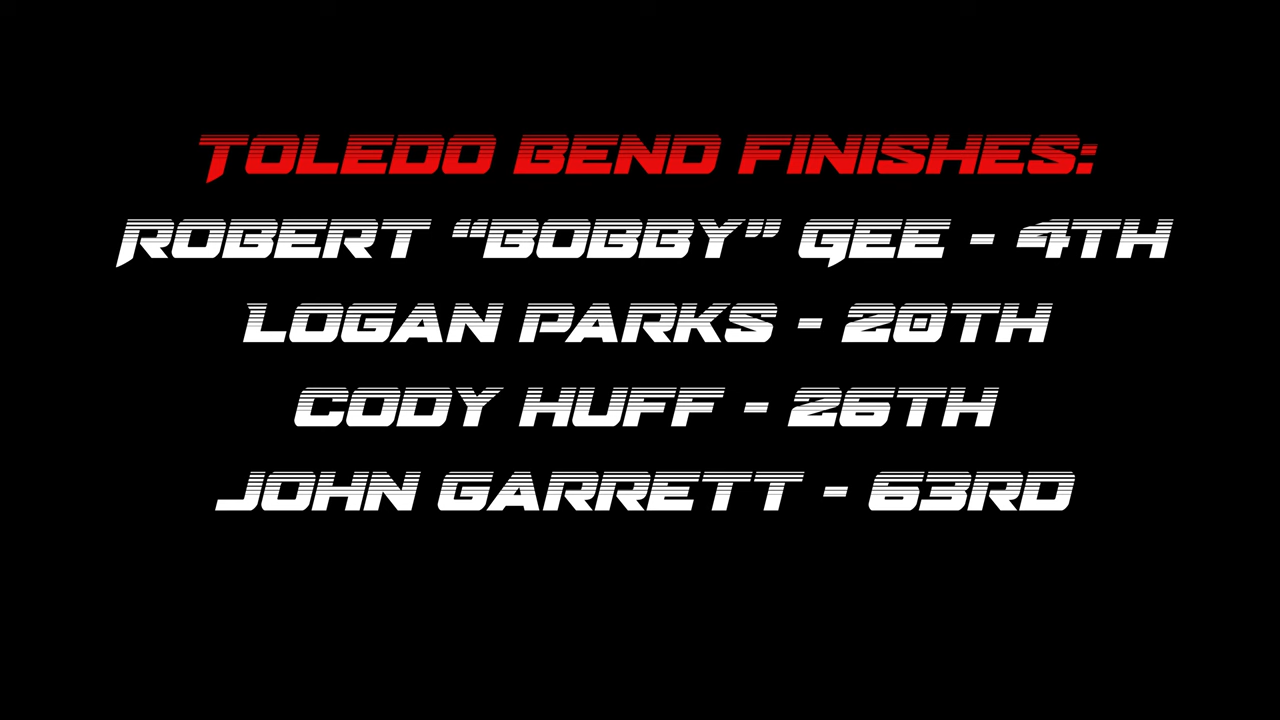 TOLEDO BEND FINISHES:
ROBERT “BOBBY” GEE - 4TH
LOGAN PARKS - 20TH
CODY HUFF - 26TH
JOHN GARRETT - 63RD